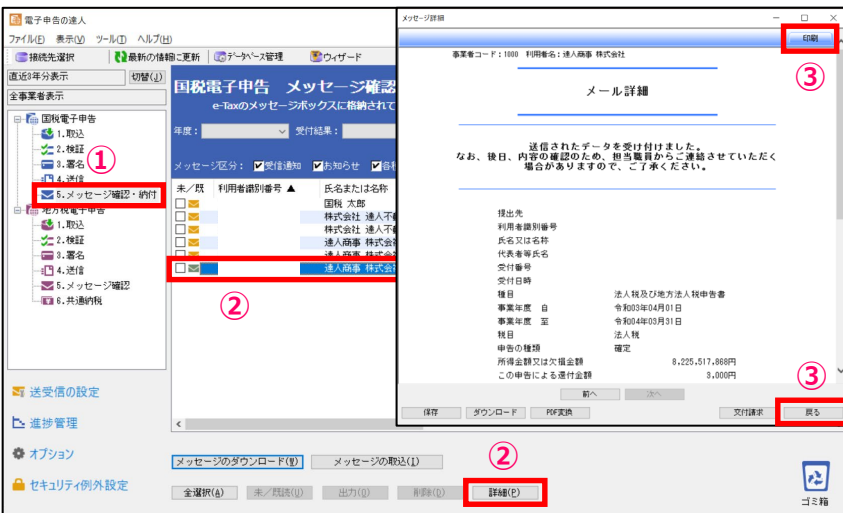 電子申告の達人
ファイル(F) 表示(V) ツール(T) ヘルプ(H)
接続先選択 最新の情報に更新 データベース管理 ウィザード
直近3年分表示 切替(J)
全事業者表示
国税電子申告
1.取込
2.検証
3.署名
4.送信
5.メッセージ確認・納付
地方税電子申告
1.取込
2.検証
3.署名
4.送信
5.メッセージ確認
6.共通納税
①
送受信の設定
進捗管理
オプション
セキュリティ例外設定
国税電子申告 メッセージ確認
e-Taxのメッセージボックスに格納されて
年度： 受付結果：
メッセージ区分： 受信通知 お知らせ 各種
未／既 利用者識別番号 ▲ 氏名または名称
国税 太郎
株式会社 達人不
株式会社 達人不
達人商事 株式会
達人商事 株式会
達人商事 株式会
②
メッセージのダウンロード(W) メッセージの取込(I)
②
全選択(A) 未／既読(U) 出力(O) 削除(D) 詳細(P)
ゴミ箱
メッセージ詳細
印刷
③
事業者コード：1000 利用者名：達人商事 株式会社
メール詳細
送信されたデータを受け付けました。
なお、後日、内容の確認のため、担当職員からご連絡させていただく
場合がありますので、ご了承ください。
提出先
利用者識別番号
氏名又は名称
代表者等氏名
受付番号
受付日時
種目 法人税及び地方法人税申告書
事業年度 自 令和03年04月01日
事業年度 至 令和04年03月31日
税目 法人税
申告の種類 確定
所得金額又は欠損金額 8,225,517,868円
この申告による還付金額 3,000円
③
前へ 次へ
保存 ダウンロード PDF変換 交付請求 戻る